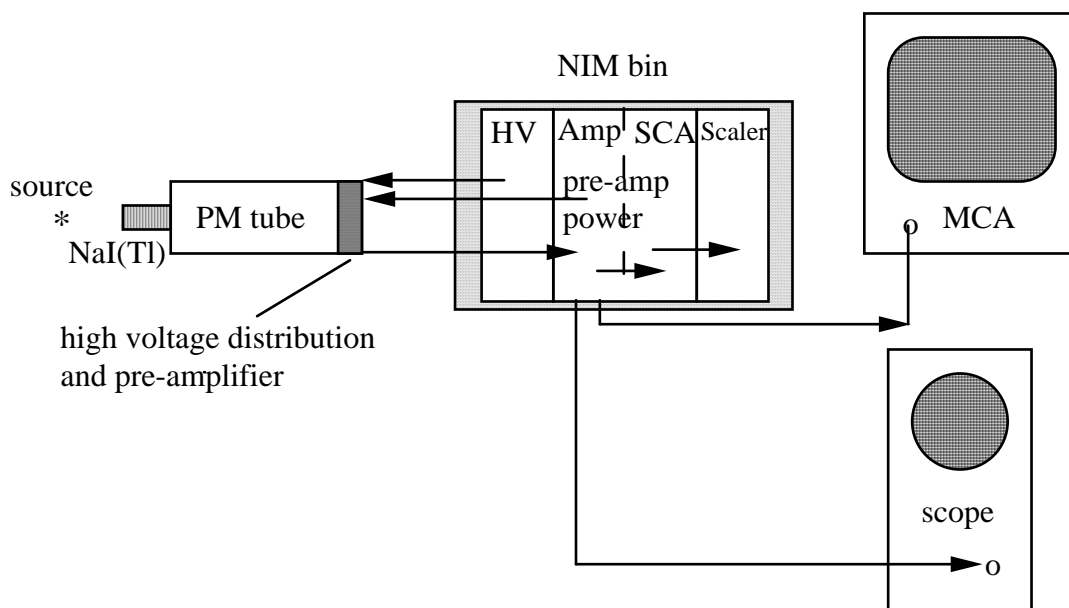 NIM bin
HV
Amp
SCA
Scaler
pre-amp
power
source
*
PM tube
NaI(Tl)
high voltage distribution
and pre-amplifier
o
MCA
scope
o